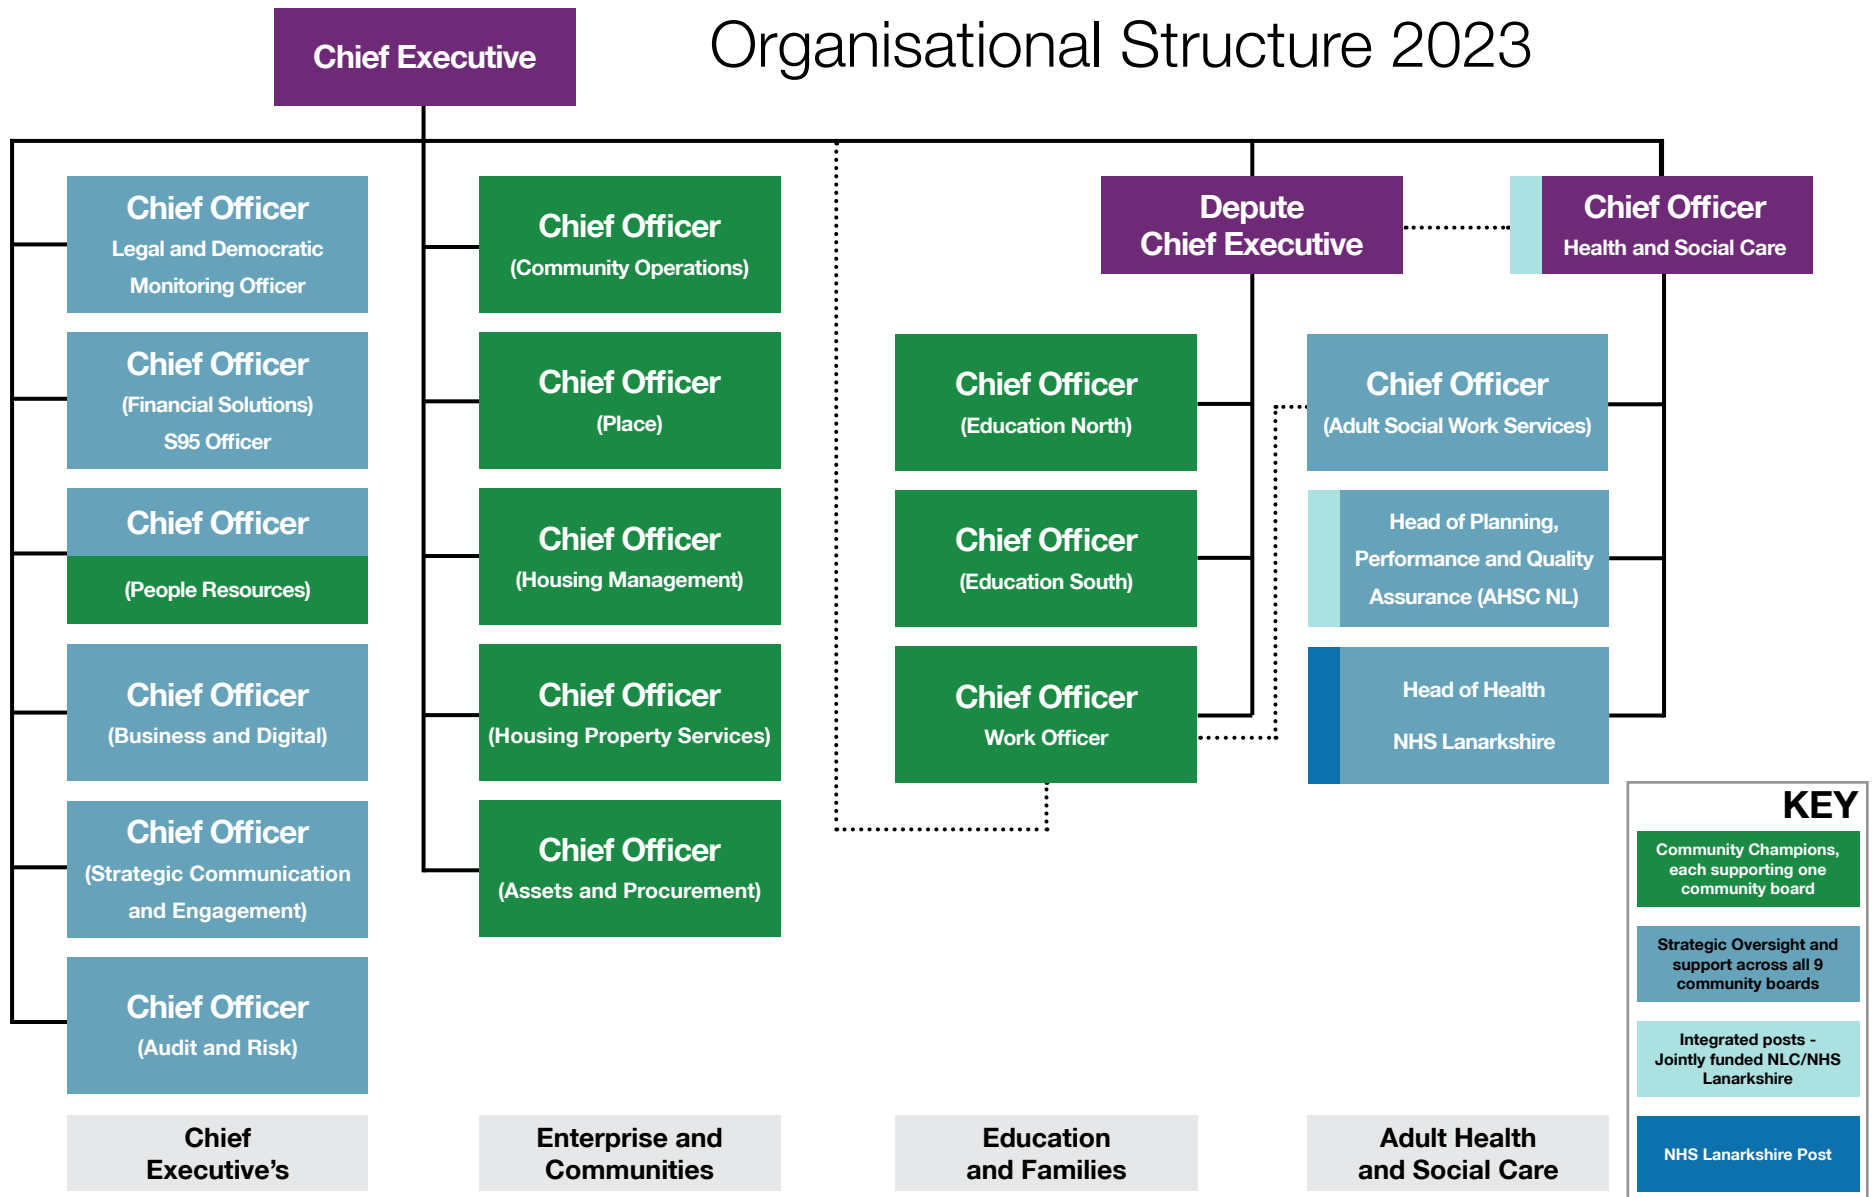 Organisational Structure 2023
Chief Executive
Chief Officer
Legal and Democratic
Monitoring Officer
Chief Officer
(Financial Solutions)
S95 Officer
Chief Officer
(People Resources)
Chief Officer
(Business and Digital)
Chief Officer
(Strategic Communication
and Engagement)
Chief Officer
(Audit and Risk)
Chief
Executive's
Chief Officer
(Community Operations)
Chief Officer
(Place)
Chief Officer
(Housing Management)
Chief Officer
(Housing Property Services)
Chief Officer
(Assets and Procurement)
Enterprise and
Communities
Depute
Chief Executive
Chief Officer
(Education North)
Chief Officer
(Education South)
Chief Officer
Work Officer
Education
and Families
Chief Officer
Health and Social Care
Chief Officer
(Adult Social Work Services)
Head of Planning,
Performance and Quality
Assurance (AHSC NL)
Head of Health
NHS Lanarkshire
Adult Health
and Social Care
KEY
Community Champions,
each supporting one
community board
Strategic Oversight and
support across all 9
community boards
Integrated posts -
Jointly funded NLC/NHS
Lanarkshire
NHS Lanarkshire Post